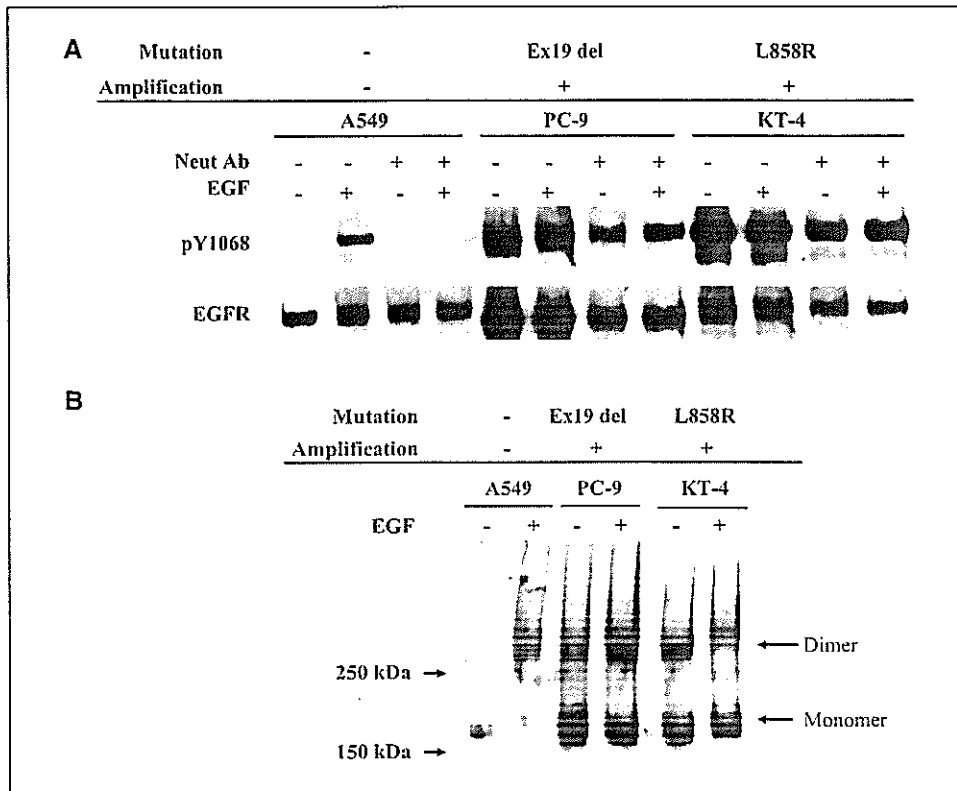 A
Mutation - Ex19 del L858R
Amplification - + +
A549 PC-9 KT-4
Neut Ab - - + + - - + + - - + +
EGF - + - + - + - + - + - +
pY1068
EGFR
B
Mutation - Ex19 del L858R
Amplification - + +
A549 PC-9 KT-4
EGF - + - + - +
Dimer
250 kDa
Monomer
150 kDa